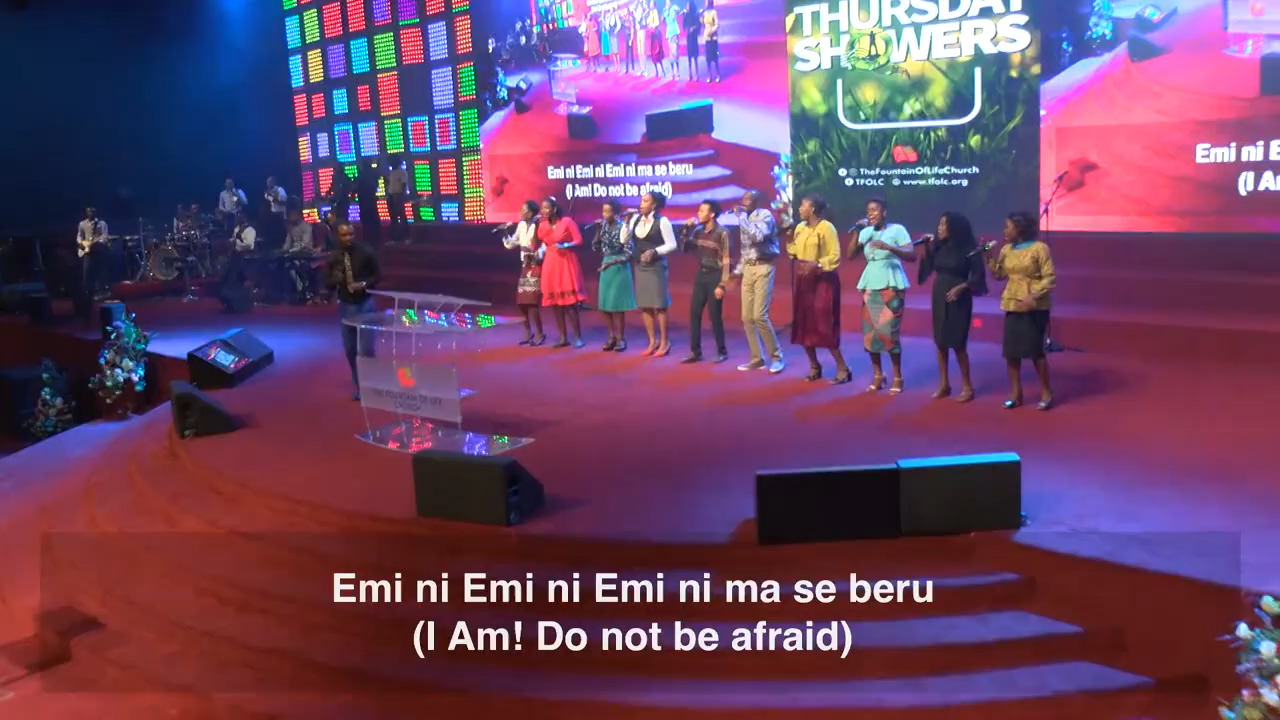 THURSDAY
SHOWERS
TheFountainOfLifeChurch
TFOLC www.tfolc.org
Emi ni Emi ni Emi ni ma se beru
(I Am! Do not be afraid)
Emi ni
(I
THE FOUNTAIN OF LIFE
CHURCH
Emi ni Emi ni Emi ni ma se beru
(I Am! Do not be afraid)